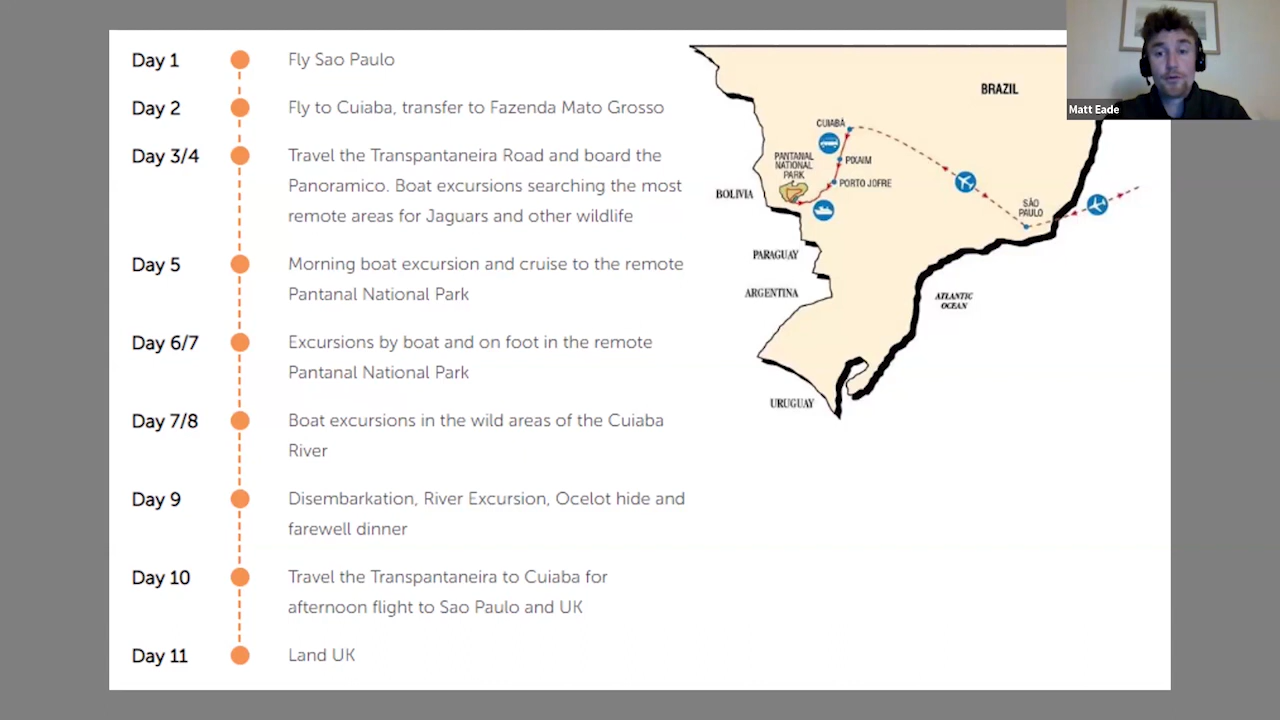 Day 1
Fly Sao Paulo
Day 2
Fly to Cuiaba, transfer to Fazenda Mato Grosso
Day 3/4
Travel the Transpantaneira Road and board the
Panoramico. Boat excursions searching the most
remote areas for Jaguars and other wildlife
Day 5
Morning boat excursion and cruise to the remote
Pantanal National Park
Day 6/7
Excursions by boat and on foot in the remote
Pantanal National Park
Day 7/8
Boat excursions in the wild areas of the Cuiaba
River
Day 9
Disembarkation, River Excursion, Ocelot hide and
farewell dinner
Day 10
Travel the Transpantaneira to Cuiaba for
afternoon flight to Sao Paulo and UK
Day 11
Land UK
BRAZIL
CUIABÁ
PANTANAL
NATIONAL
PARK
PIXAIM
PORTO JOFRE
BOLIVIA
SÃO
PAULO
PARAGUAY
ARGENTINA
ATLANTIC
OCEAN
URUGUAY
Matt Eade